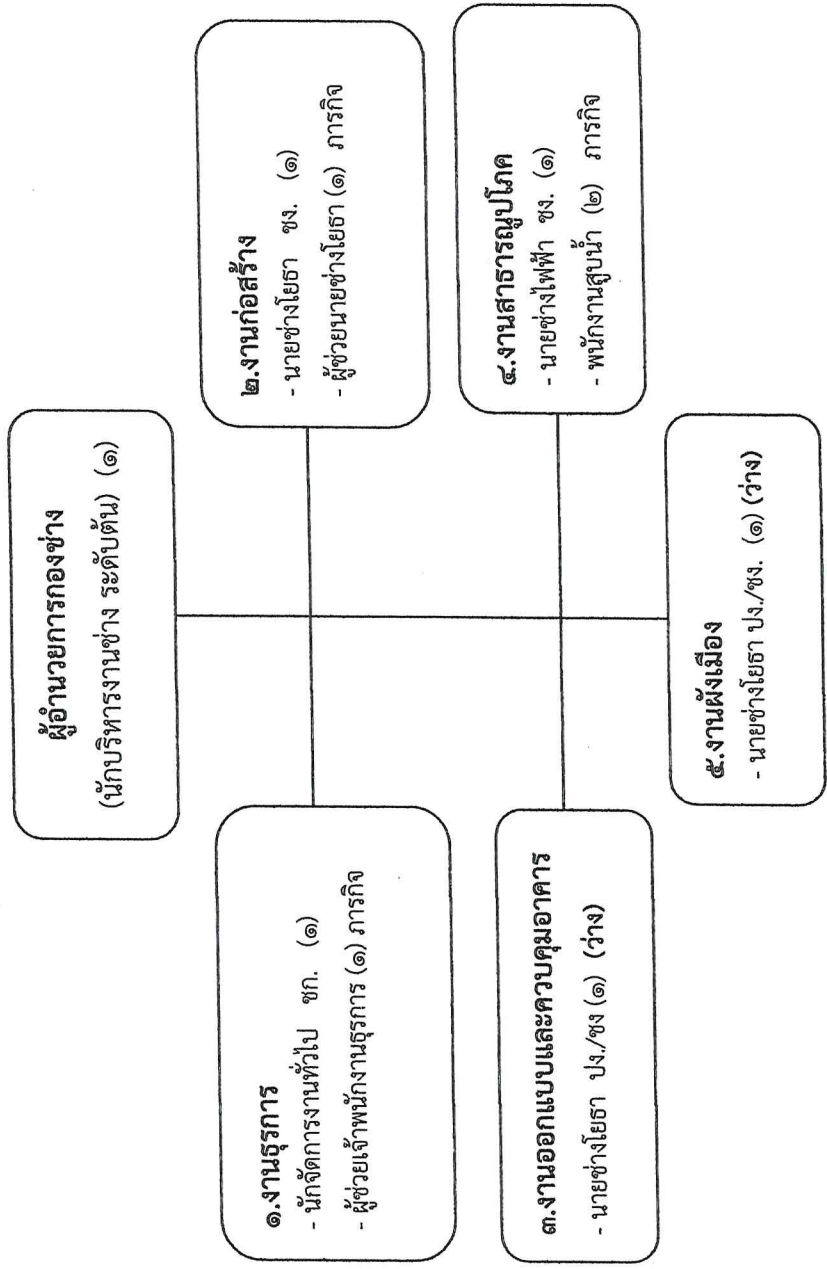 ผู้อำนวยการกองช่าง
(นักบริหารงานช่าง ระดับต้น) (๑)
๑.งานธุรการ
- นักจัดการงานทั่วไป ชก. (๑)
- ผู้ช่วยเจ้าพนักงานธุรการ (๑) ภารกิจ
๒.งานก่อสร้าง
- นายช่างโยธา ชง. (๑)
- ผู้ช่วยนายช่างโยธา (๑) ภารกิจ
๓.งานออกแบบและควบคุมอาคาร
- นายช่างโยธา ปง./ชง (๑) (ว่าง)
๔.งานสาธารณูปโภค
- นายช่างไฟฟ้า ชง. (๑)
- พนักงานสูบน้ำ (๒) ภารกิจ
๕.งานผังเมือง
- นายช่างโยธา ปง./ชง. (๑) (ว่าง)